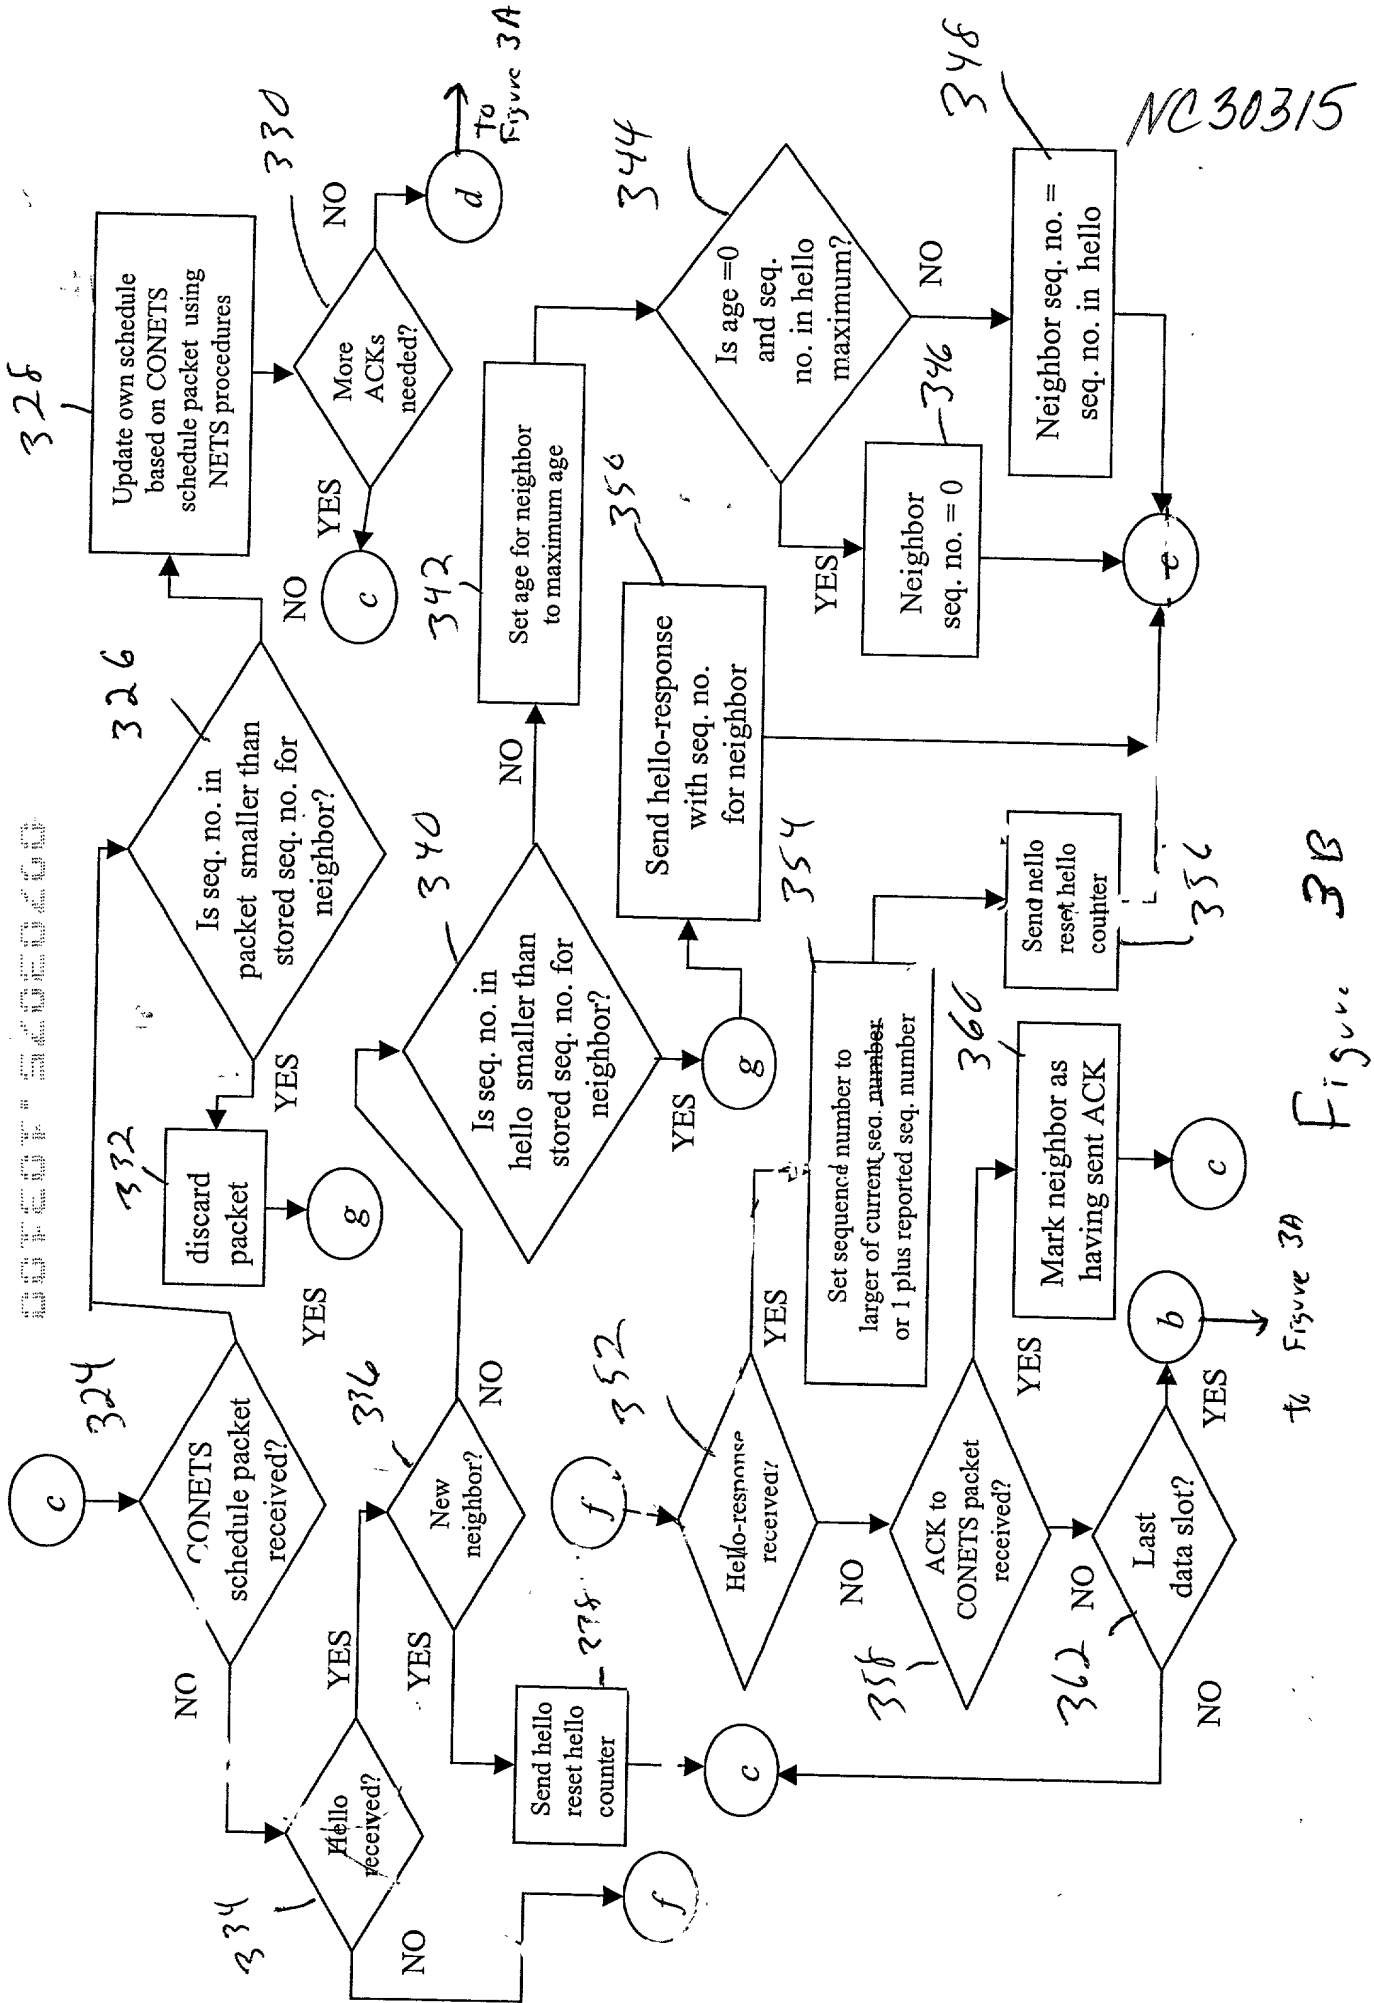 NC30315
c
324
CONETS
schedule packet
received?
YES
NO
326
Is seq. no. in
packet smaller than
stored seq. no. for
neighbor?
NO
YES
328
Update own schedule
based on CONETS
schedule packet using
NETS procedures
330
More
ACKs
needed?
NO
YES
c
d
To
Figure 3A
332
discard
packet
g
334
Hello
received?
YES
NO
f
336
New
neighbor?
NO
YES
Send hello
reset hello
counter
c
340
Is seq. no. in
hello smaller than
stored seq. no. for
neighbor?
NO
YES
g
342
Set age for neighbor
to maximum age
344
Is age =0
and seq.
no. in hello
maximum?
YES
NO
346
Neighbor
seq. no. = 0
348
Neighbor seq. no. =
seq. no. in hello
c
350
Send hello-response
with seq. no.
for neighbor
f
352
Hello-response
received?
YES
NO
354
Set sequence number to
larger of current seq. number
or 1 plus reported seq. number
356
Send hello
reset hello
counter
358
ACK to
CONETS packet
received?
YES
NO
360
Mark neighbor as
having sent ACK
c
362
Last
data slot?
YES
NO
b
to Figure 3A
Figure 3B